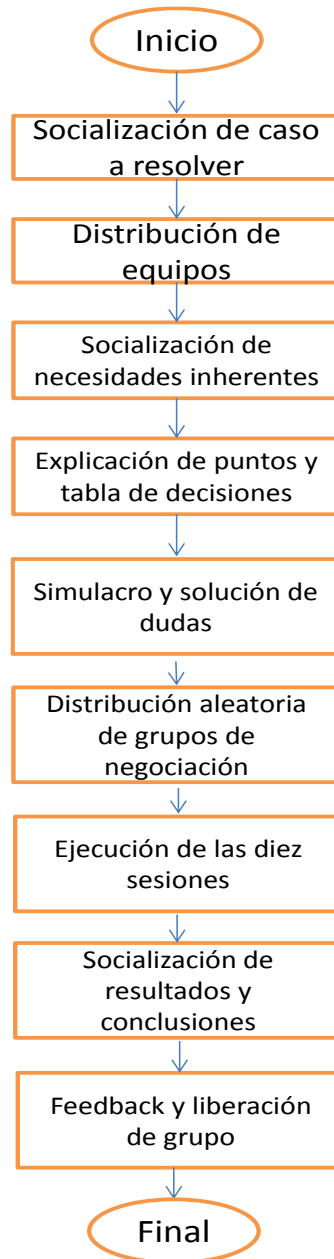 Inicio
Socialización de caso
a resolver
Distribución de
equipos
Socialización de
necesidades inherentes
Explicación de puntos y
tabla de decisiones
Simulacro y solución de
dudas
Distribución aleatoria
de grupos de
negociación
Ejecución de las diez
sesiones
Socialización de
resultados y
conclusiones
Feedback y liberación
de grupo
Final